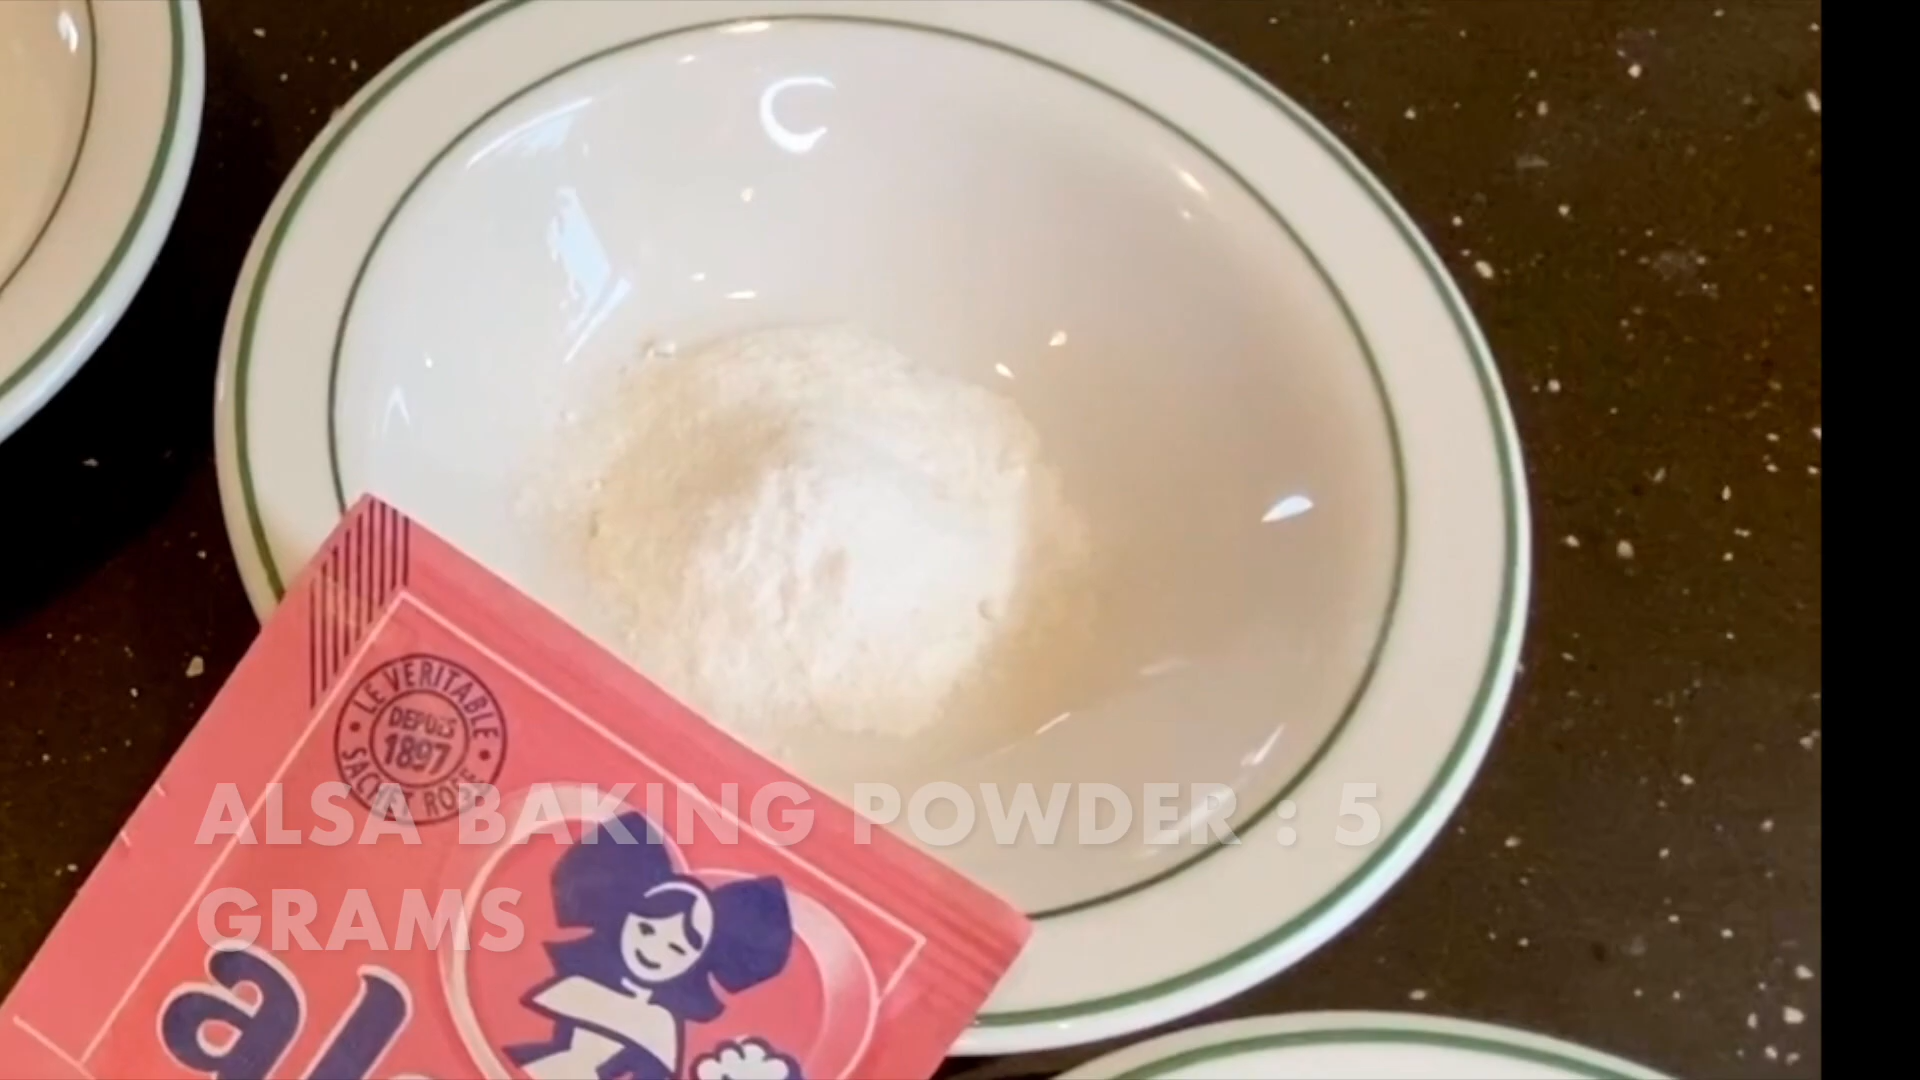 LE VERITABLE
DEPUIS
1897
SACHET ROSE
ALSA BAKING POWDER : 5
GRAMS
al